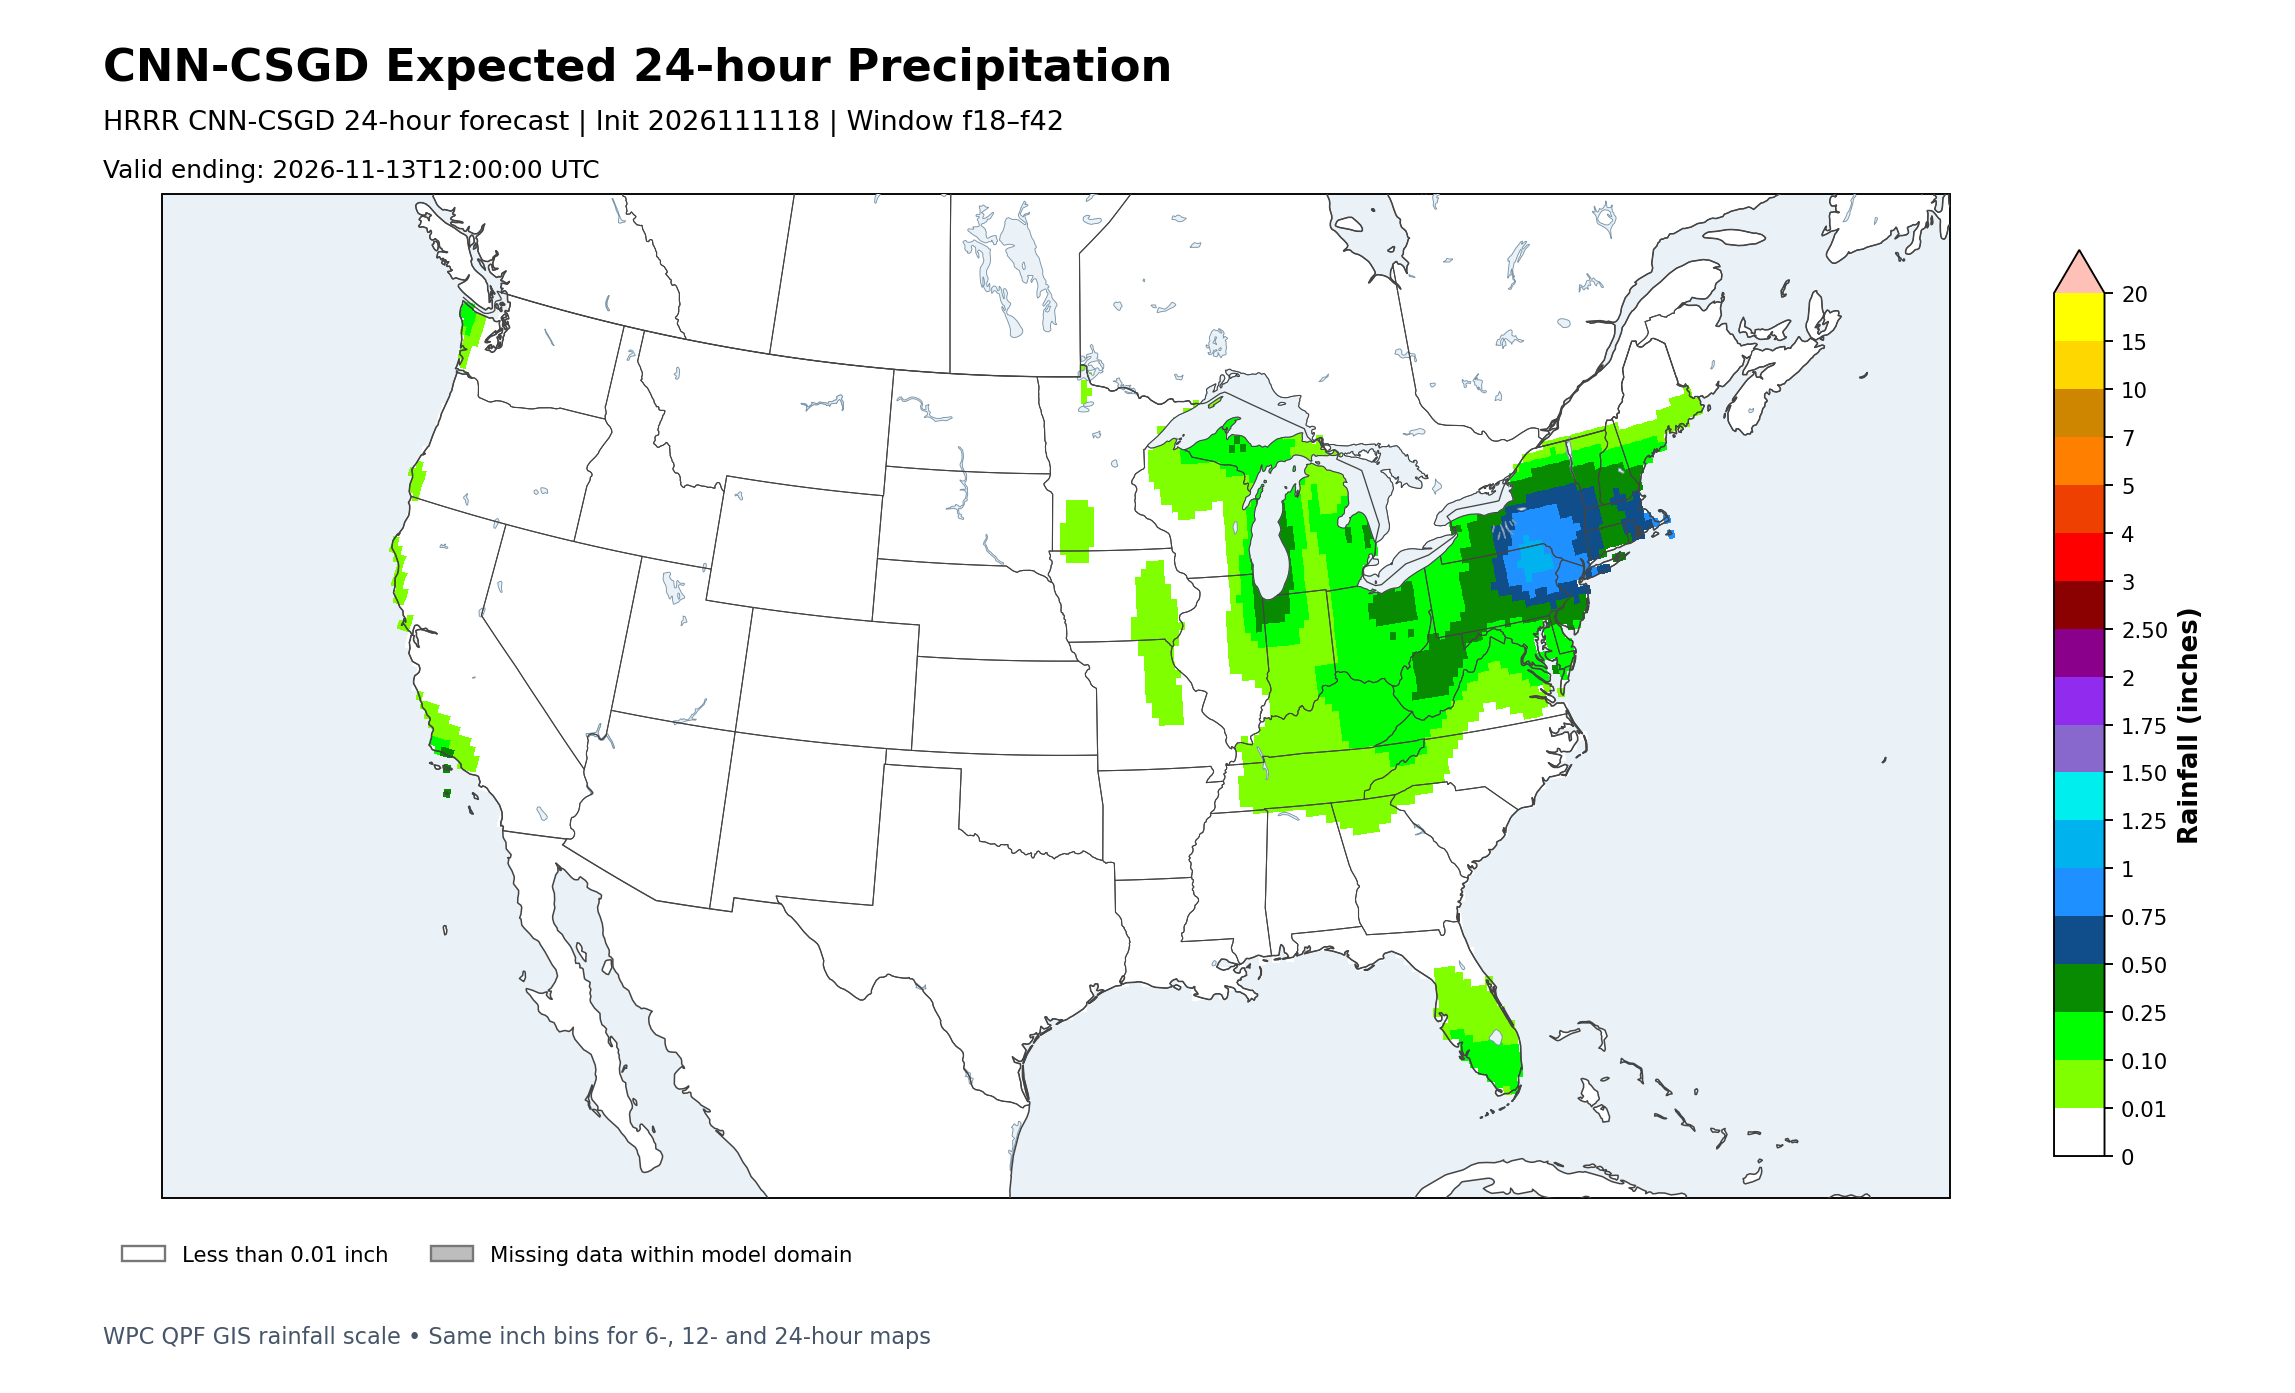 CNN-CSGD Expected 24-hour Precipitation
HRRR CNN-CSGD 24-hour forecast | Init 2026111118 | Window f18–f42
Valid ending: 2026-11-13T12:00:00 UTC
20
15
10
7
5
4
3
2.50
2
1.75
1.50
1.25
1
0.75
0.50
0.25
0.10
0.01
0
Rainfall (inches)
Less than 0.01 inch
Missing data within model domain
WPC QPF GIS rainfall scale • Same inch bins for 6-, 12- and 24-hour maps